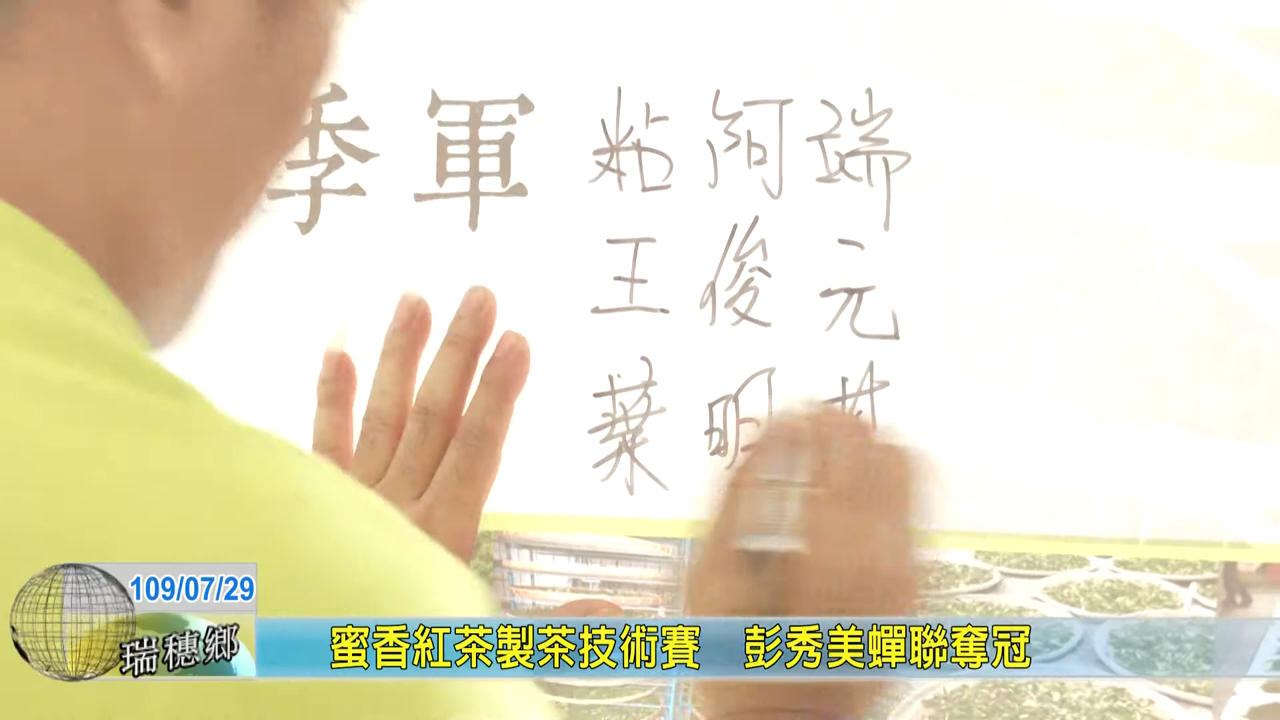 季軍 粘阿瑞
王俊元
葉明
109/07/29
瑞穗鄉
蜜香紅茶製茶技術賽 彭秀美蟬聯奪冠